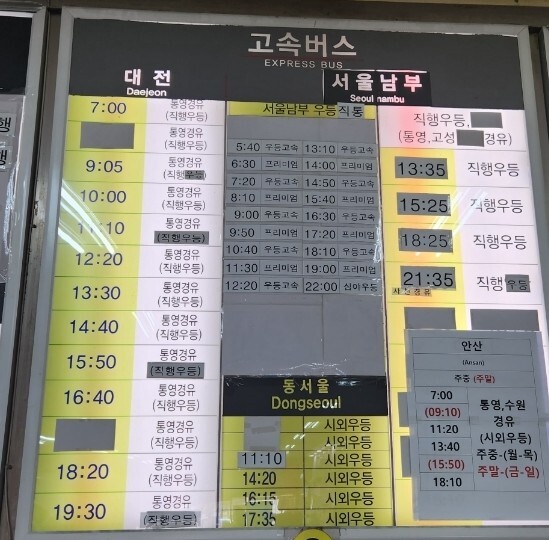 고속버스
EXPRESS BUS
대전
Daejeon
서울남부
Seoul nambu
7:00 통영경유 (직행우등)
통영경유 (직행우등)
9:05 통영경유 (직행우등)
10:00 통영경유 (직행우등)
11:10 통영경유 (직행우등)
12:20 통영경유 (직행우등)
13:30 통영경유 (직행우등)
14:40 통영경유 (직행우등)
15:50 통영경유 (직행우등)
16:40 통영경유 (직행우등)
통영경유 (직행우등)
18:20 통영경유 (직행우등)
19:30 통영경유 (직행우등)
서울남부 우등직통
5:40 우등고속 13:10 우등고속
6:30 프리미엄 14:00 프리미엄
7:20 우등고속 14:50 우등고속
8:10 프리미엄 15:40 프리미엄
9:00 우등고속 16:30 우등고속
9:50 프리미엄 17:20 프리미엄
10:40 우등고속 18:10 우등고속
11:30 프리미엄 19:00 프리미엄
12:20 우등고속 22:00 심야우등
동서울
Dongseoul
시외우등
11:10 시외우등
14:20 시외우등
16:15 시외우등
17:35 시외우등
직행우등,
(통영,고성 경유)
13:35 직행우등
15:25 직행우등
18:25 직행우등
21:35 직행우등
안산
(Ansan)
주중 (주말)
7:00
(09:10)
11:20
13:40
(15:50)
18:10
통영,수원
경유
(시외우등)
주중-(월-목)
주말-(금-일)